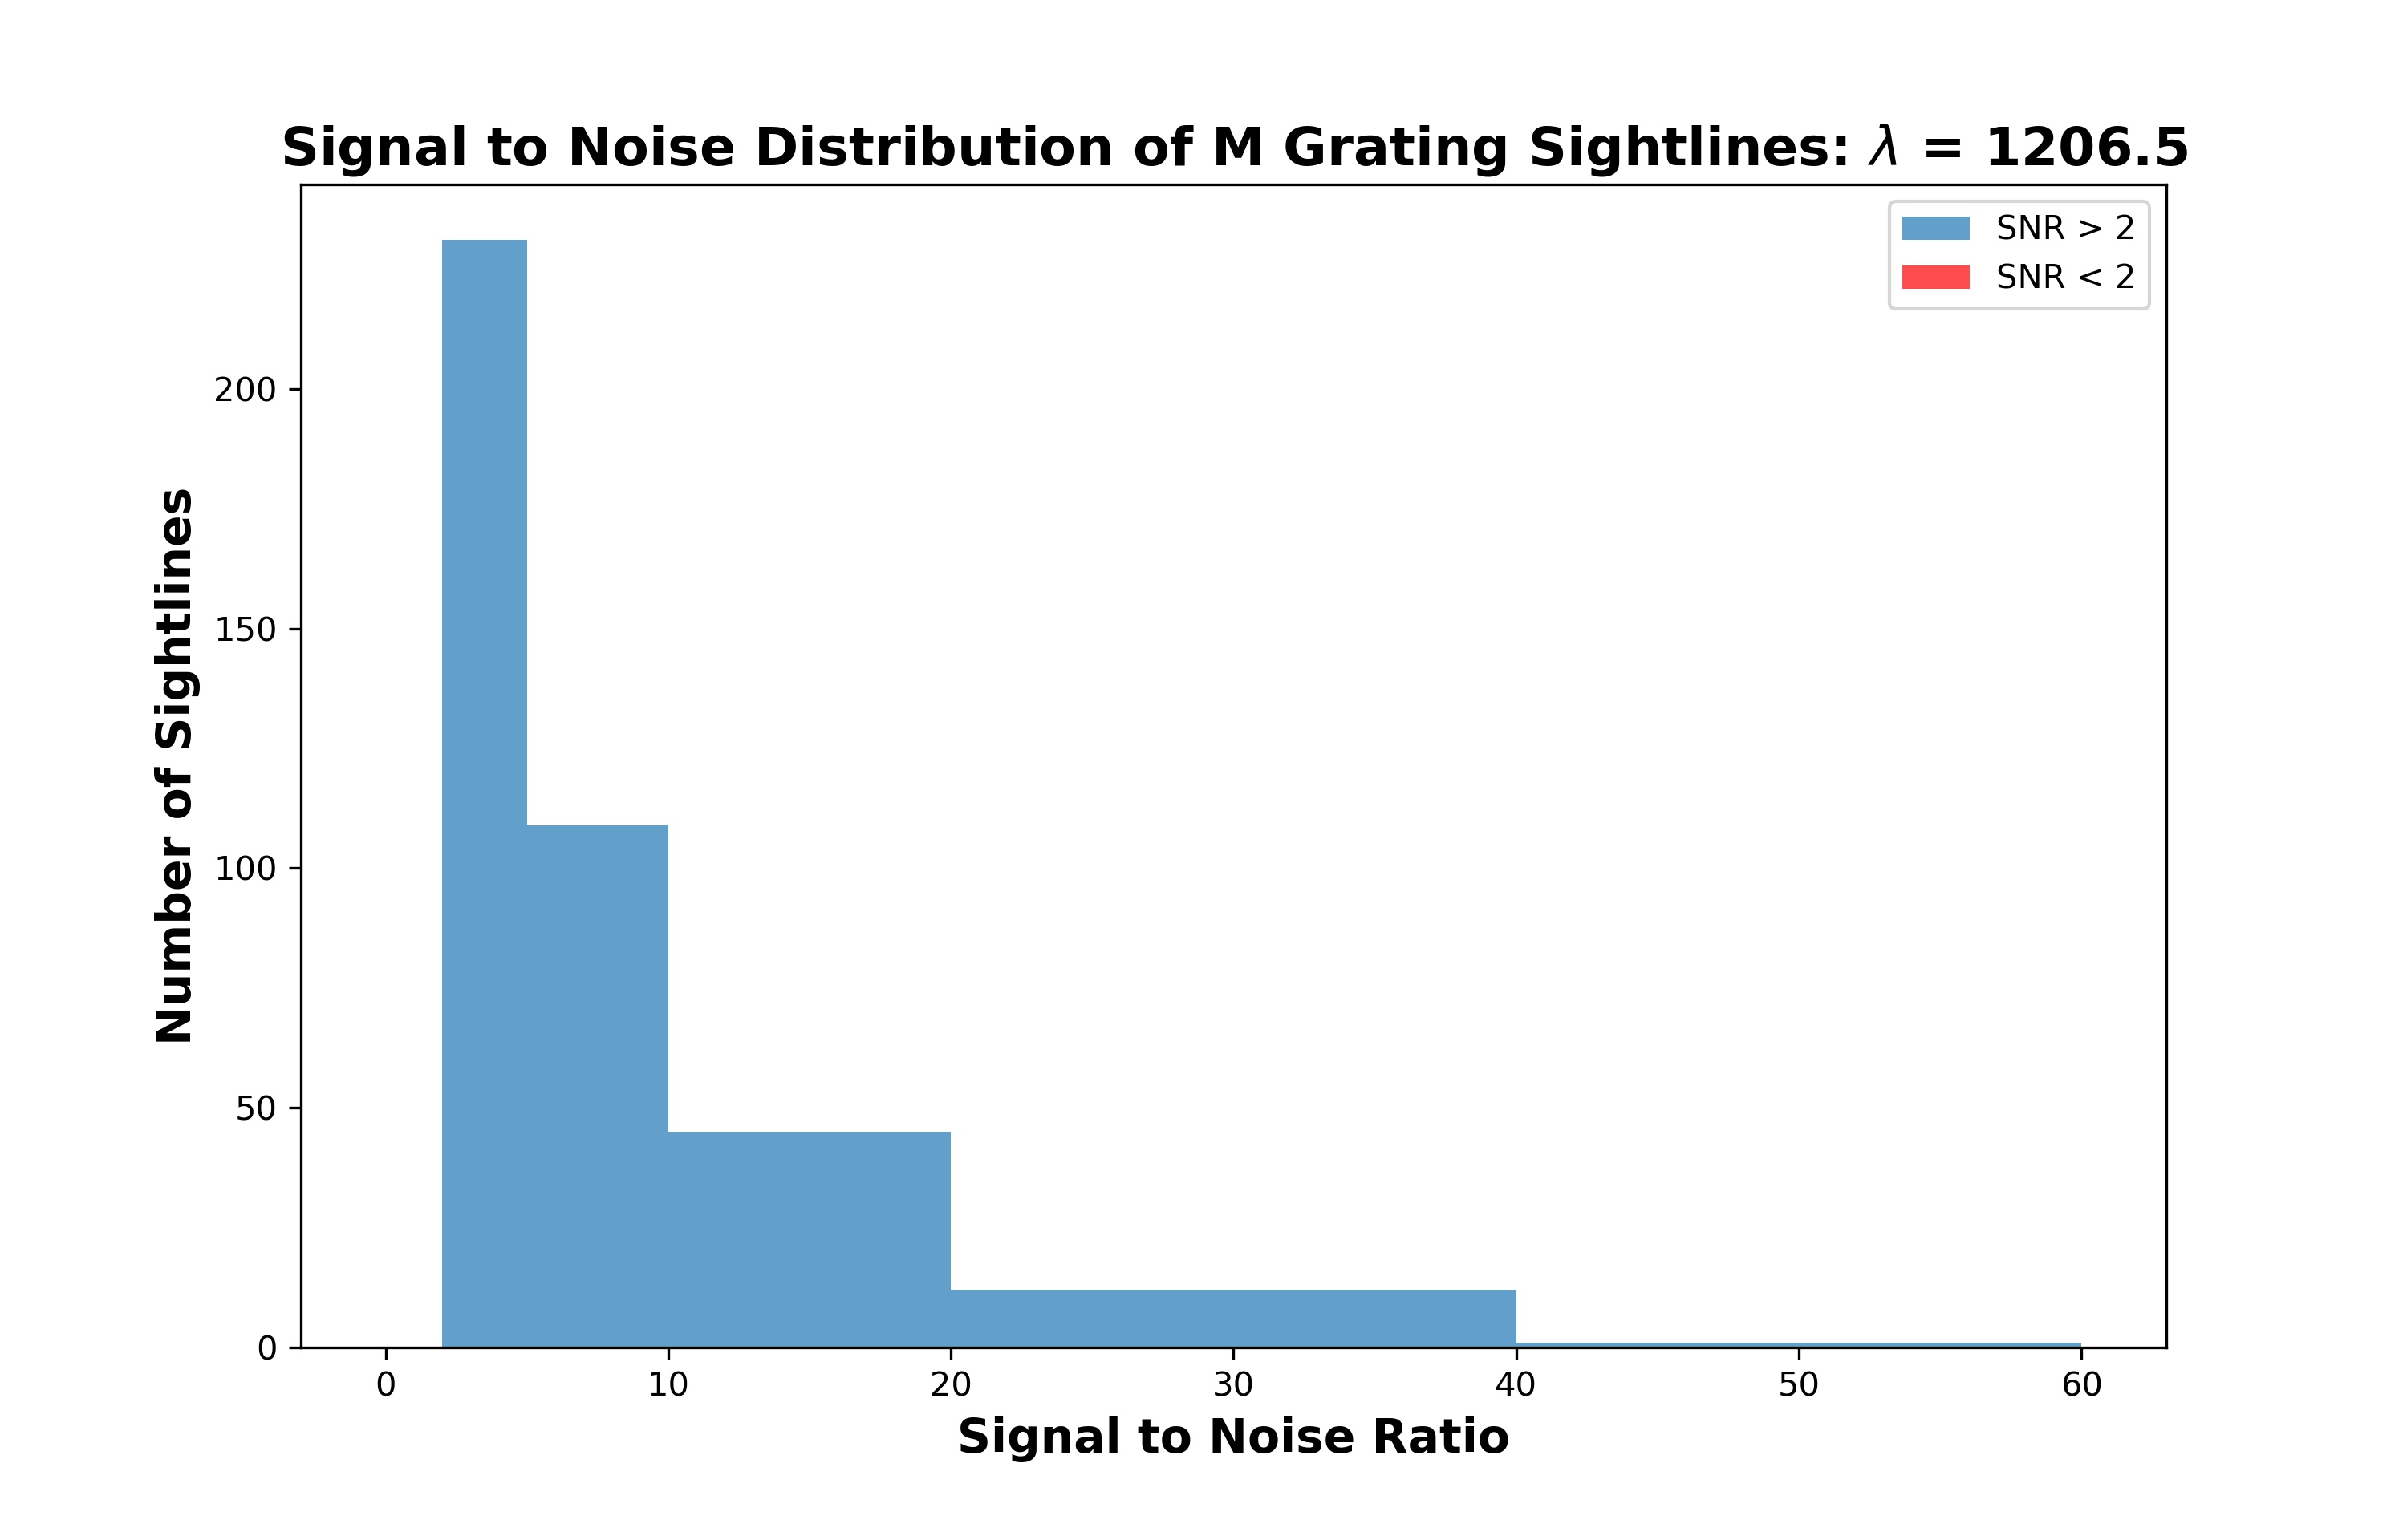 Signal to Noise Distribution of M Grating Sightlines: λ = 1206.5
SNR > 2
SNR < 2
Number of Sightlines
200
150
100
50
0
0 10 20 30 40 50 60
Signal to Noise Ratio